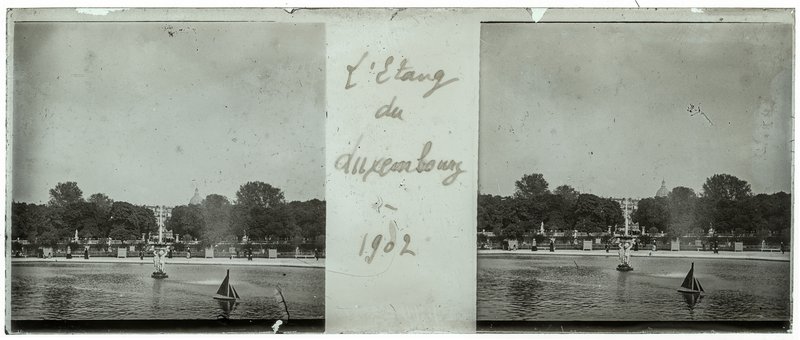 L'Etang
du
Luxembourg
-
1902